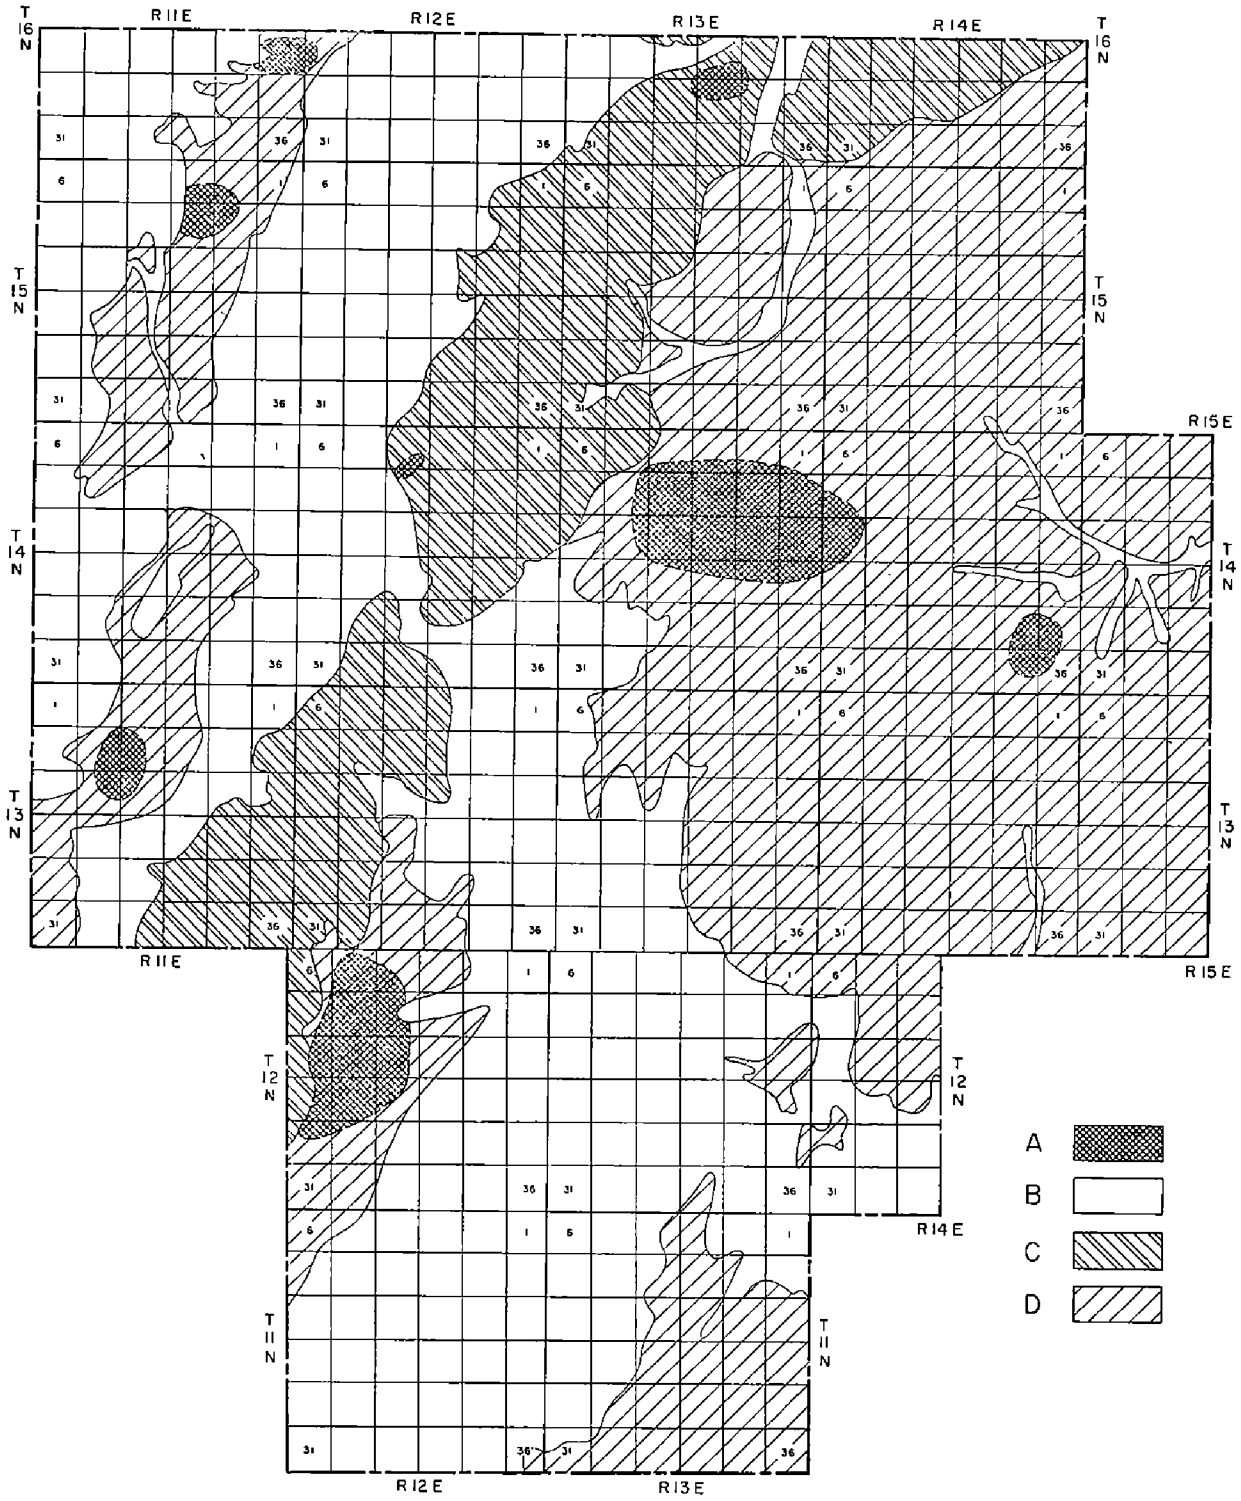 R 11 E R 12 E R 13 E R 14 E
T
16
N
T
16
N
31 36 31 36 31 36 31 36
6 1 6 1 6 1 6 1
T
15
N
T
15
N
31 36 31 36 31 36 31 36
R 15 E
6 1 6 1 6 1 6 1 6
T
14
N
T
14
N
31 36 31 36 31 36 31 36 31
1 1 6 1 6 1 6 1 6
T
13
N
T
13
N
31 36 31 36 31 36 31 36 31
R 11 E R 15 E
6 1 6 1 6
T
12
N
T
12
N
A
B
31 36 31 36 31
6 1 6 1
R 14 E
C
D
T
11
N
T
11
N
31 36 31 36
R 12 E R 13 E